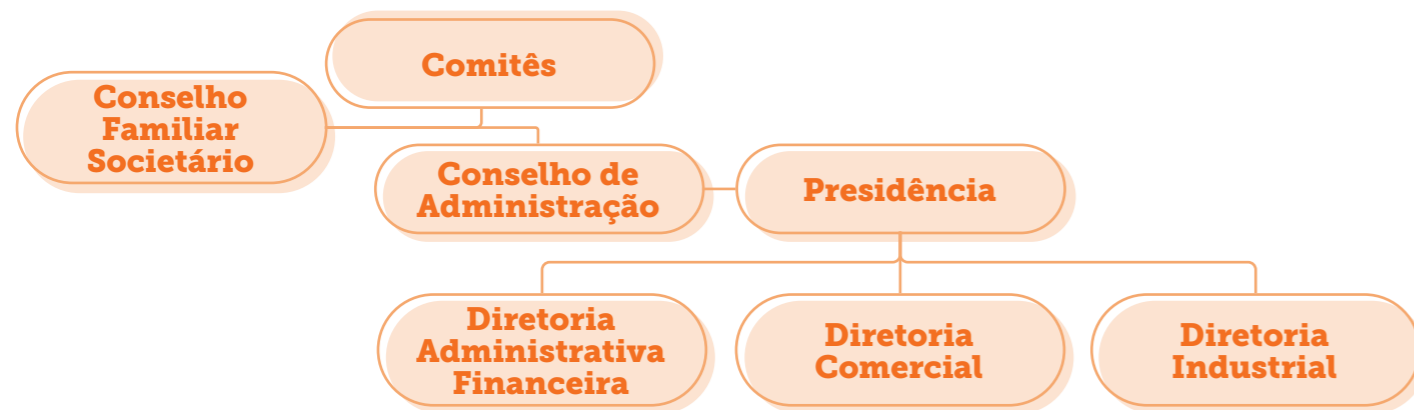 Comitês
Conselho
Familiar
Societário
Conselho de
Administração
Presidência
Diretoria
Administrativa
Financeira
Diretoria
Comercial
Diretoria
Industrial